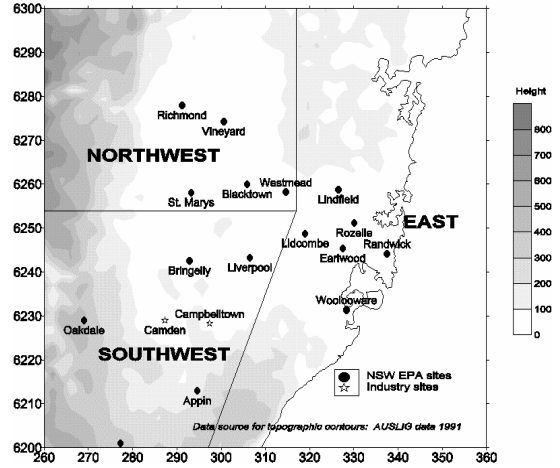 6300
6290
6280
6270
6260
6250
6240
6230
6220
6210
6200
260 270 280 290 300 310 320 330 340 350 360
Richmond
Vineyard
NORTHWEST
Westmead
Blacktown
St. Marys
Lindfield
Rozelle
EAST
Lidcombe
Randwick
Earlwood
Bringelly
Liverpool
Woolooware
Campbelltown
Oakdale
Camden
SOUTHWEST
Appin
NSW EPA sites
Industry sites
Data source for topographic contours: AUSLIG data 1991
Height
800
700
600
500
400
300
200
100
0